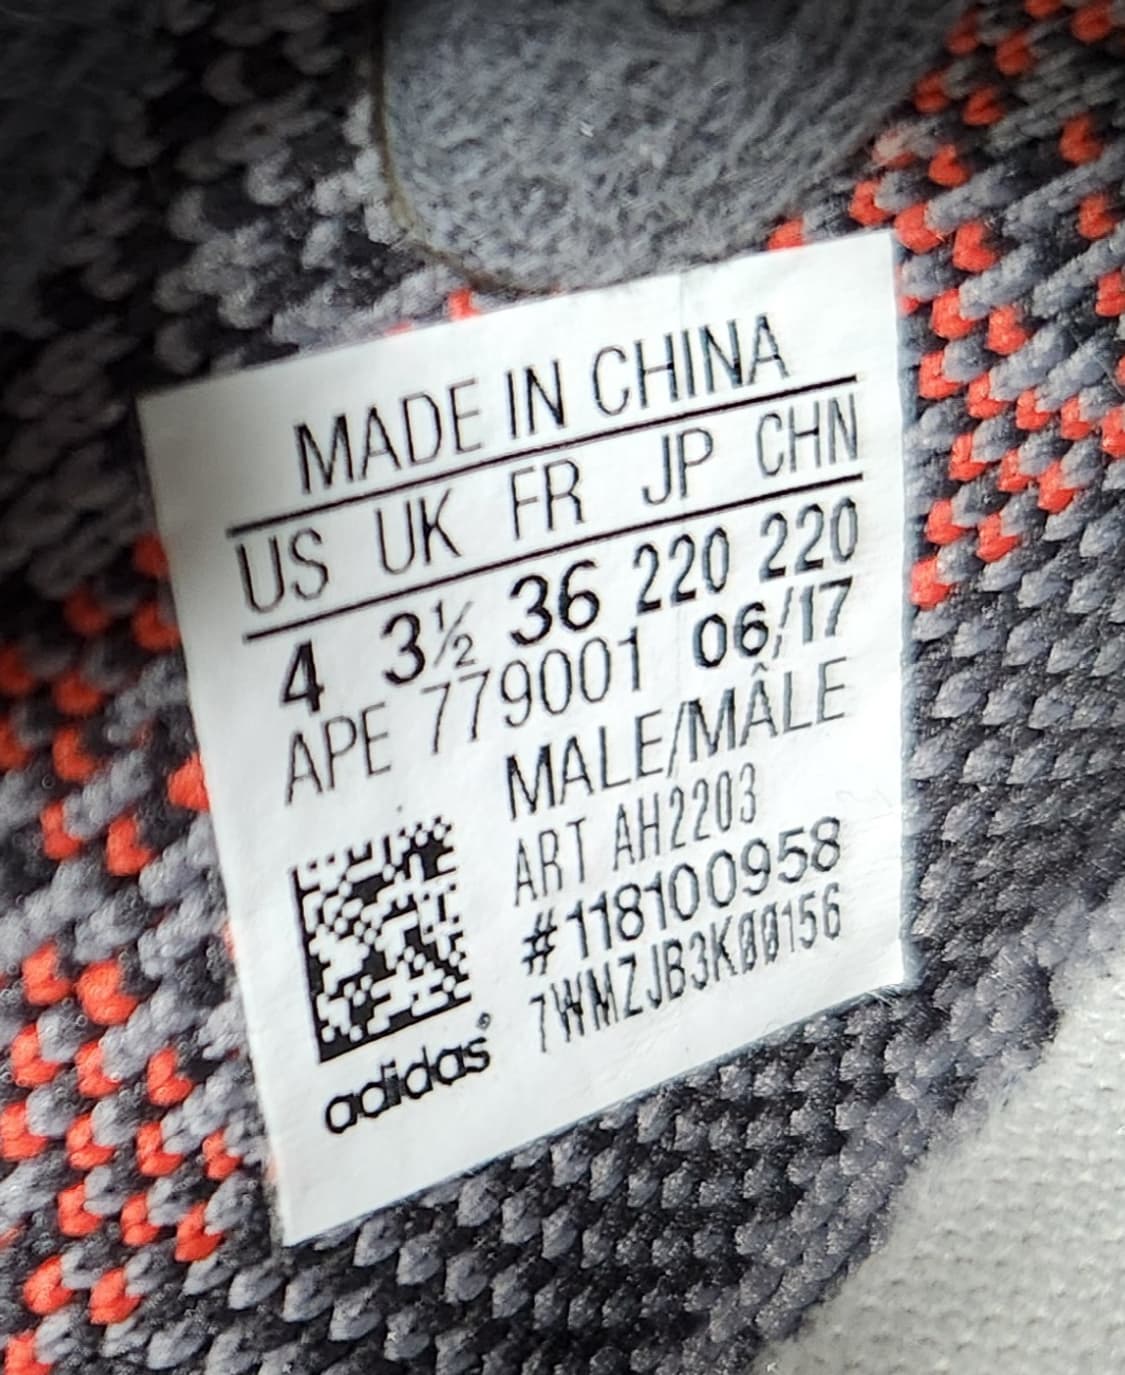 MADE IN CHINA
US UK FR JP CHN
4 3½ 36 220 220
APE 779001 06/17
MALE/MÂLE
ART AH2203
#118100958
7WMZJB3K00156
adidas®